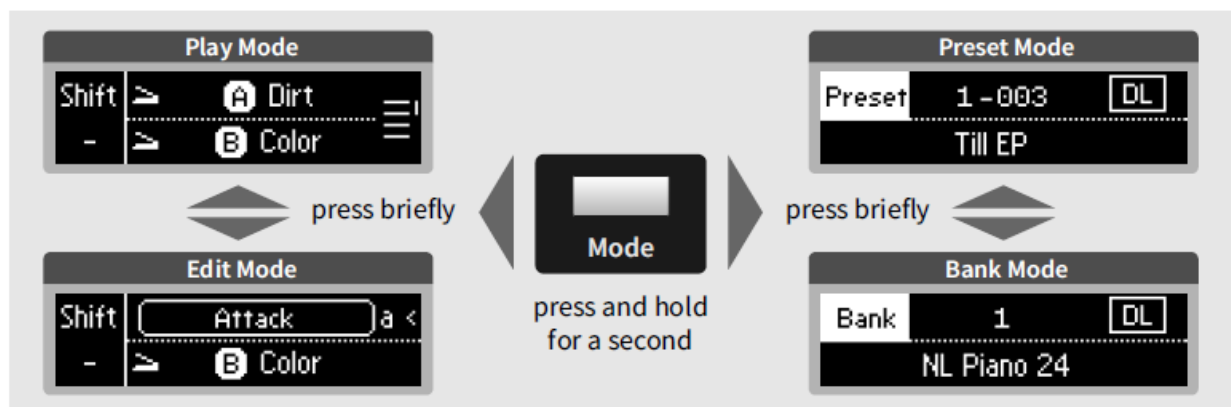 Play Mode
Shift A Dirt
- B Color
press briefly
Edit Mode
Shift Attack a <
- B Color
Mode
press and hold
for a second
Preset Mode
Preset 1-003 DL
Till EP
press briefly
Bank Mode
Bank 1 DL
NL Piano 24